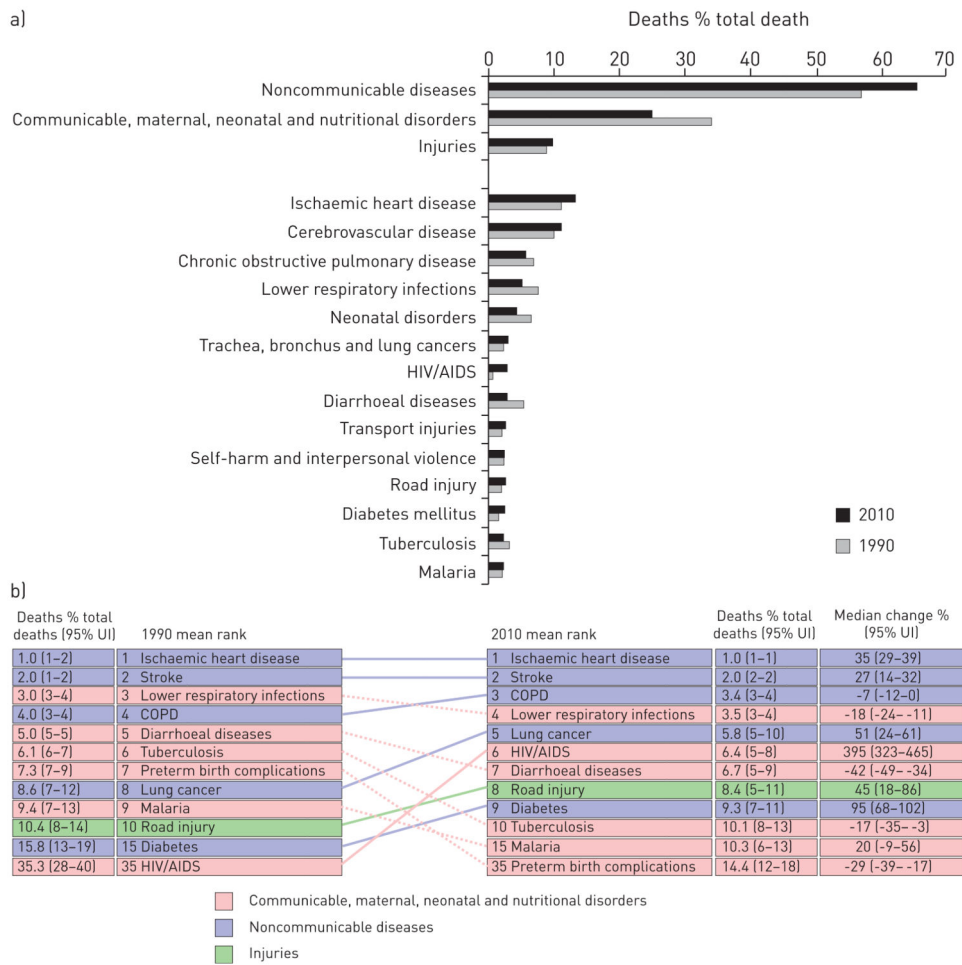 a)
Deaths % total death
0 10 20 30 40 50 60 70
Noncommunicable diseases
Communicable, maternal, neonatal and nutritional disorders
Injuries
Ischaemic heart disease
Cerebrovascular disease
Chronic obstructive pulmonary disease
Lower respiratory infections
Neonatal disorders
Trachea, bronchus and lung cancers
HIV/AIDS
Diarrhoeal diseases
Transport injuries
Self-harm and interpersonal violence
Road injury
Diabetes mellitus
Tuberculosis
Malaria
2010
1990
b)
Deaths % total deaths (95% UI) 1990 mean rank 2010 mean rank Deaths % total deaths (95% UI) Median change % (95% UI)
1.0 (1–2) 1 Ischaemic heart disease 1 Ischaemic heart disease 1.0 (1–1) 35 (29–39)
2.0 (1–2) 2 Stroke 2 Stroke 2.0 (2–2) 27 (14–32)
3.0 (3–4) 3 Lower respiratory infections 3 COPD 3.4 (3–4) -7 (-12–0)
4.0 (3–4) 4 COPD 4 Lower respiratory infections 3.5 (3–4) -18 (-24– -11)
5.0 (5–5) 5 Diarrhoeal diseases 5 Lung cancer 5.8 (5–10) 51 (24–61)
6.1 (6–7) 6 Tuberculosis 6 HIV/AIDS 6.4 (5–8) 395 (323–465)
7.3 (7–9) 7 Preterm birth complications 7 Diarrhoeal diseases 6.7 (5–9) -42 (-49– -34)
8.6 (7–12) 8 Lung cancer 8 Road injury 8.4 (5–11) 45 (18–86)
9.4 (7–13) 9 Malaria 9 Diabetes 9.3 (7–11) 95 (68–102)
10.4 (8–14) 10 Road injury 10 Tuberculosis 10.1 (8–13) -17 (-35– -3)
15.8 (13–19) 15 Diabetes 15 Malaria 10.3 (6–13) 20 (-9–56)
35.3 (28–40) 35 HIV/AIDS 35 Preterm birth complications 14.4 (12–18) -29 (-39– -17)
Communicable, maternal, neonatal and nutritional disorders
Noncommunicable diseases
Injuries